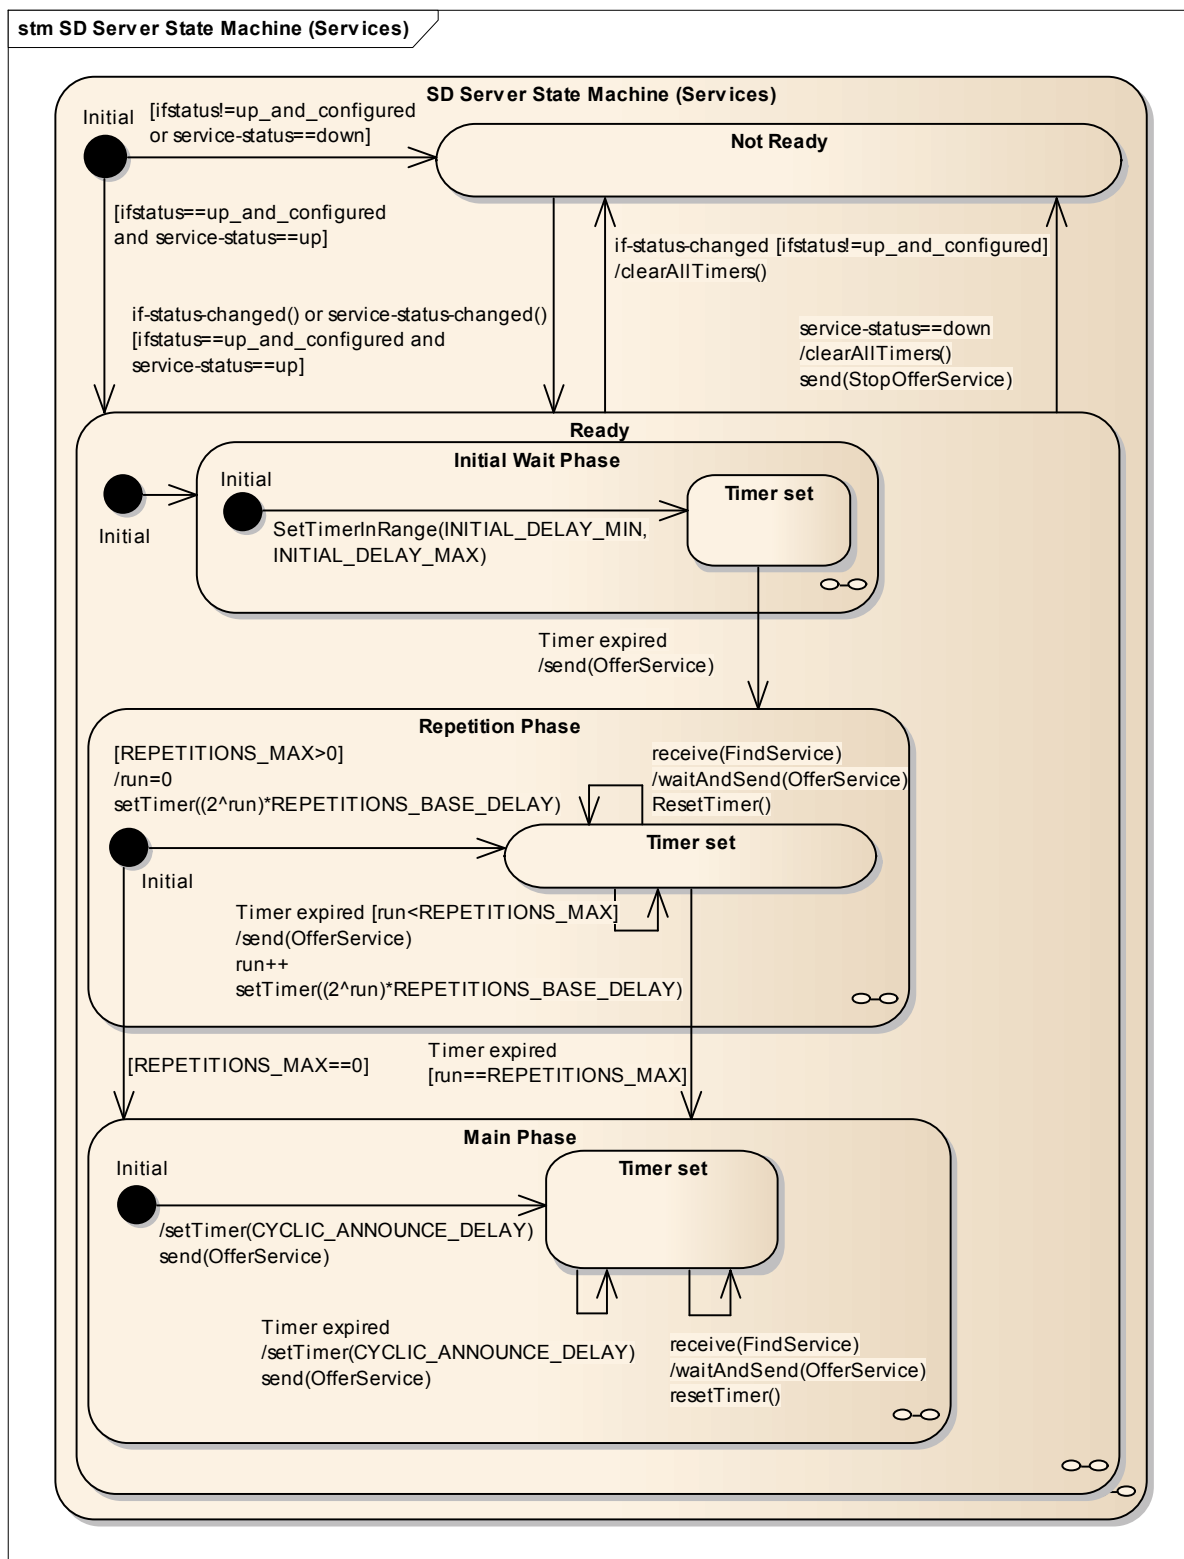 stm SD Server State Machine (Services)
SD Server State Machine (Services)
Initial
[ifstatus!=up_and_configured
or service-status==down]
Not Ready
[ifstatus==up_and_configured
and service-status==up]
if-status-changed [ifstatus!=up_and_configured]
/clearAllTimers()
if-status-changed() or service-status-changed()
[ifstatus==up_and_configured and
service-status==up]
service-status==down
/clearAllTimers()
send(StopOfferService)
Ready
Initial
Initial Wait Phase
Initial
Timer set
SetTimerInRange(INITIAL_DELAY_MIN,
INITIAL_DELAY_MAX)
Timer expired
/send(OfferService)
Repetition Phase
[REPETITIONS_MAX>0]
/run=0
setTimer((2^run)*REPETITIONS_BASE_DELAY)
receive(FindService)
/waitAndSend(OfferService)
ResetTimer()
Initial
Timer set
Timer expired [run<REPETITIONS_MAX]
/send(OfferService)
run++
setTimer((2^run)*REPETITIONS_BASE_DELAY)
[REPETITIONS_MAX==0]
Timer expired
[run==REPETITIONS_MAX]
Main Phase
Initial
Timer set
/setTimer(CYCLIC_ANNOUNCE_DELAY)
send(OfferService)
Timer expired
/setTimer(CYCLIC_ANNOUNCE_DELAY)
send(OfferService)
receive(FindService)
/waitAndSend(OfferService)
resetTimer()